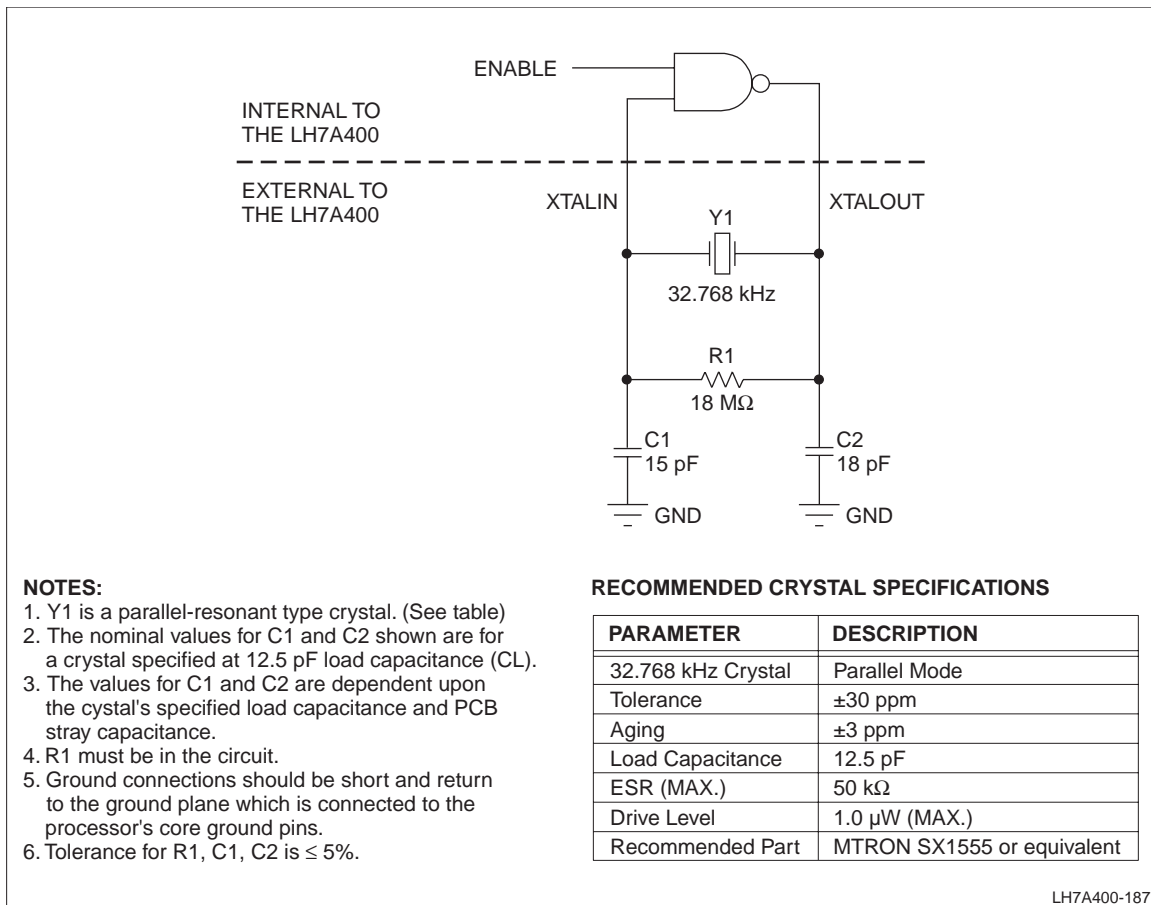 ENABLE
INTERNAL TO
THE LH7A400
EXTERNAL TO
THE LH7A400
XTALIN
XTALOUT
Y1
32.768 kHz
R1
18 MΩ
C1
15 pF
C2
18 pF
GND
GND
NOTES:
1. Y1 is a parallel-resonant type crystal. (See table)
2. The nominal values for C1 and C2 shown are for
a crystal specified at 12.5 pF load capacitance (CL).
3. The values for C1 and C2 are dependent upon
the cystal's specified load capacitance and PCB
stray capacitance.
4. R1 must be in the circuit.
5. Ground connections should be short and return
to the ground plane which is connected to the
processor's core ground pins.
6. Tolerance for R1, C1, C2 is ≤ 5%.
RECOMMENDED CRYSTAL SPECIFICATIONS
PARAMETER DESCRIPTION
32.768 kHz Crystal Parallel Mode
Tolerance ±30 ppm
Aging ±3 ppm
Load Capacitance 12.5 pF
ESR (MAX.) 50 kΩ
Drive Level 1.0 µW (MAX.)
Recommended Part MTRON SX1555 or equivalent
LH7A400-187